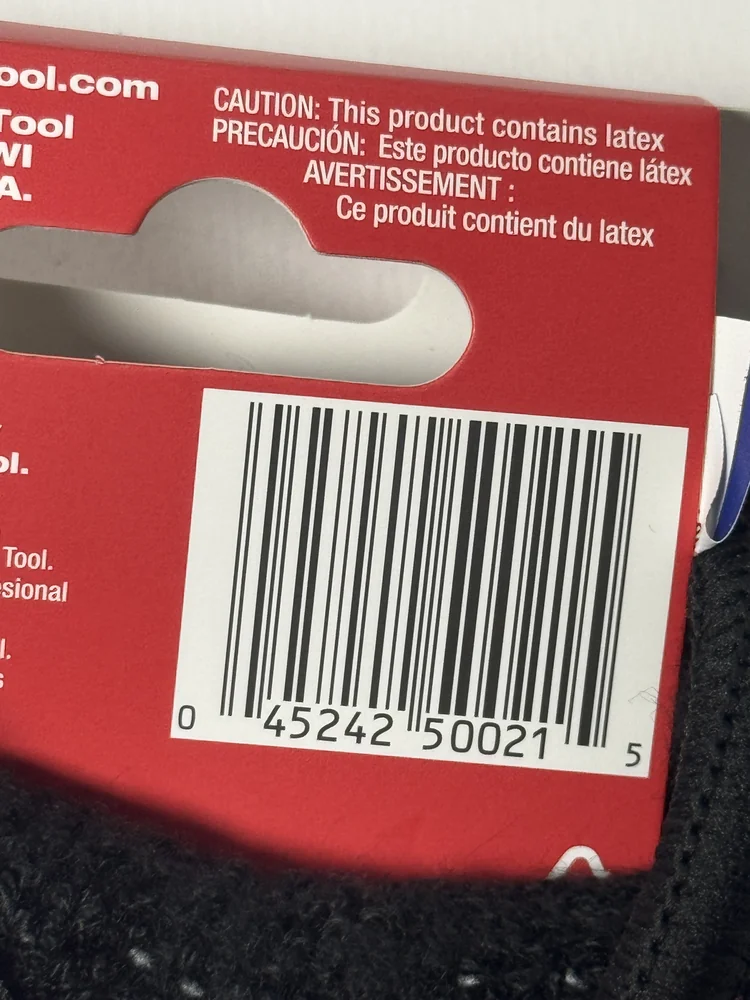 ool.com
Tool
WI
A.
CAUTION: This product contains latex
PRECAUCIÓN: Este producto contiene látex
AVERTISSEMENT :
Ce produit contient du latex
ol.
Tool.
esional
l.
s
0 45242 50021 5